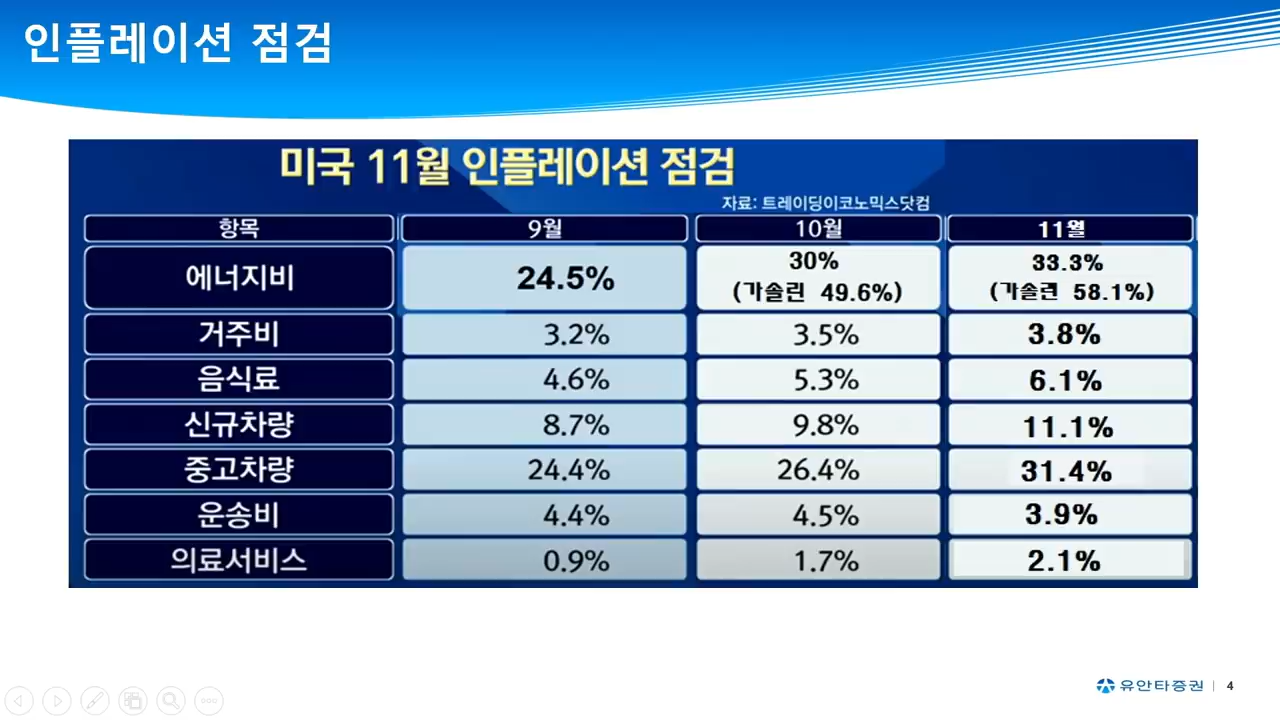 인플레이션 점검
미국 11월 인플레이션 점검
자료: 트레이딩이코노믹스닷컴
항목 9월 10월 11월
에너지비 24.5% 30% (가솔린 49.6%) 33.3% (가솔린 58.1%)
거주비 3.2% 3.5% 3.8%
음식료 4.6% 5.3% 6.1%
신규차량 8.7% 9.8% 11.1%
중고차량 24.4% 26.4% 31.4%
운송비 4.4% 4.5% 3.9%
의료서비스 0.9% 1.7% 2.1%
유안타증권 | 4